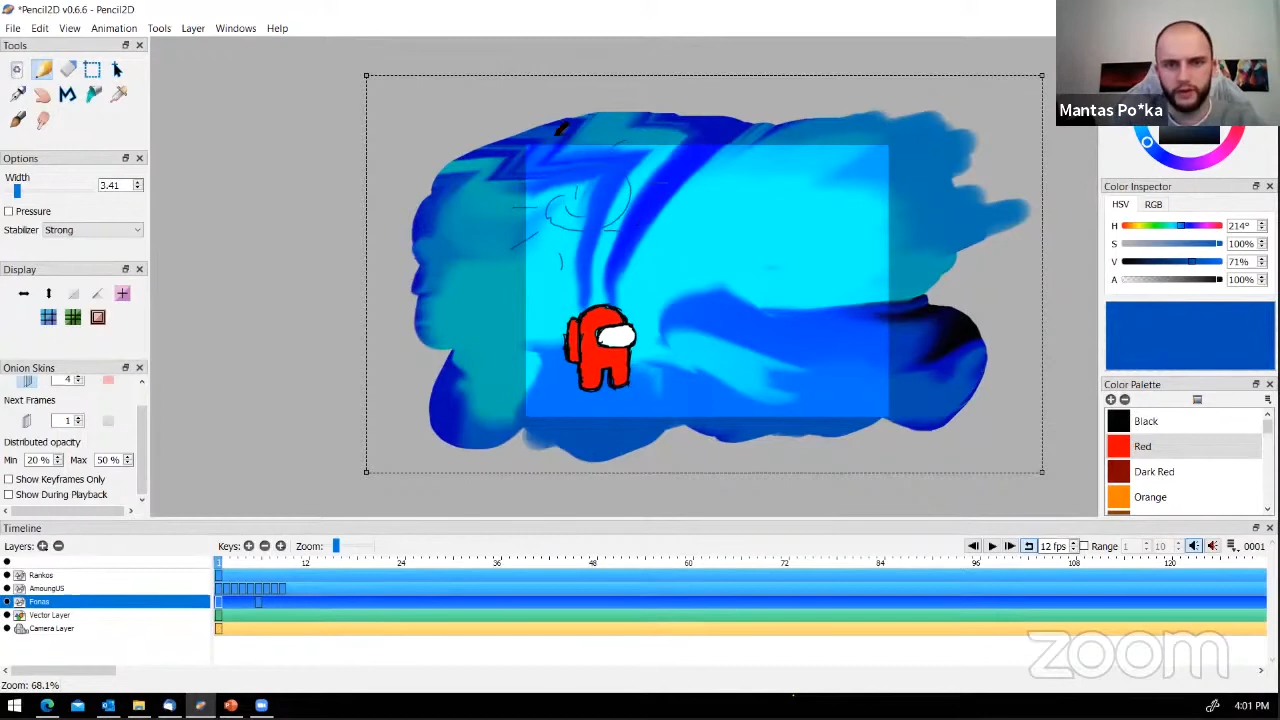 *Pencil2D v0.6.6 - Pencil2D
File Edit View Animation Tools Layer Windows Help
Tools
Mantas Po*ka
Options
Width
3.41
Pressure
Stabilizer Strong
Display
Onion Skins
4
Next Frames
1
Distributed opacity
Min 20 % Max 50 %
Show Keyframes Only
Show During Playback
Color Inspector
HSV RGB
H 214°
S 100%
V 71%
A 100%
Color Palette
Black
Red
Dark Red
Orange
Timeline
Layers: Keys: Zoom: 12 fps Range 1 10 0001
1 12 24 36 48 60 72 84 96 108 120
Rankos
AmoungUS
Fonas
Vector Layer
Camera Layer
zoom
Zoom: 68.1%
4:01 PM